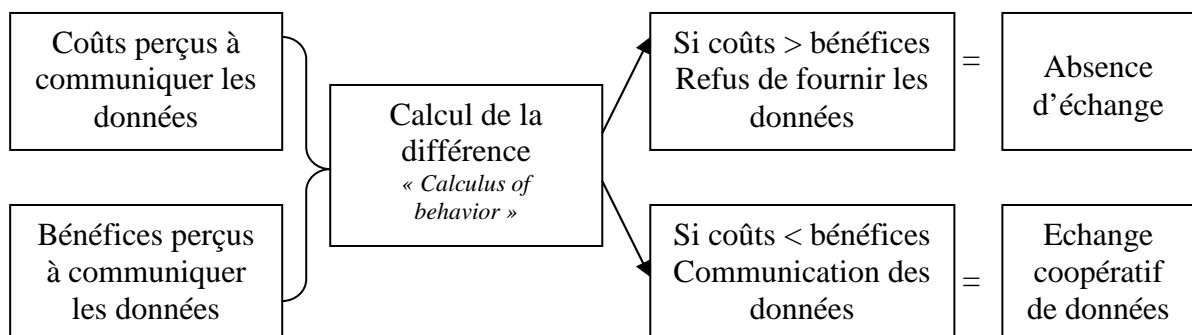 Coûts perçus à
communiquer les
données
Bénéfices perçus
à communiquer
les données
Calcul de la
différence
« Calculus of
behavior »
Si coûts > bénéfices
Refus de fournir les
données
=
Absence
d’échange
Si coûts < bénéfices
Communication des
données
=
Echange
coopératif
de données